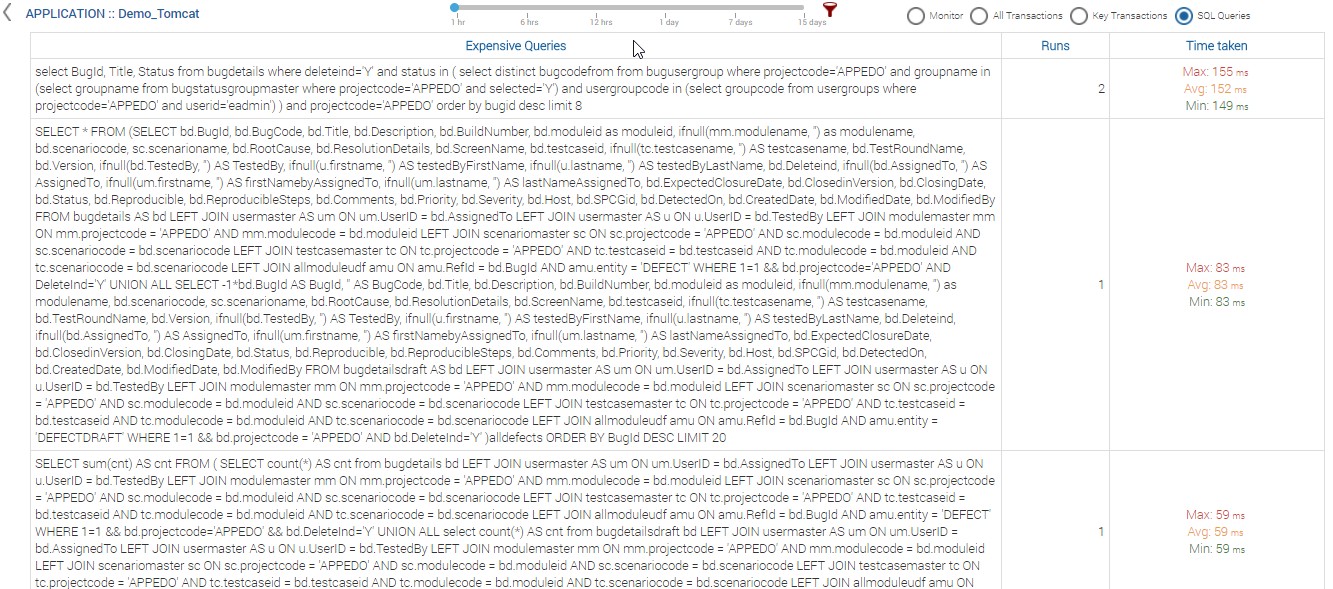 APPLICATION :: Demo_Tomcat
1 hr 6 hrs 12 hrs 1 day 7 days 15 days
Monitor All Transactions Key Transactions SQL Queries
Expensive Queries Runs Time taken
select BugId, Title, Status from bugdetails where deleteind='Y' and status in ( select distinct bugcodefrom from bugusergroup where projectcode='APPEDO' and groupname in
(select groupname from bugstatusgroupmaster where projectcode='APPEDO' and selected='Y') and usergroupcode in (select groupcode from usergroups where
projectcode='APPEDO' and userid='eadmin') ) and projectcode='APPEDO' order by bugid desc limit 8
2
Max: 155 ms
Avg: 152 ms
Min: 149 ms
SELECT * FROM (SELECT bd.BugId, bd.BugCode, bd.Title, bd.Description, bd.BuildNumber, bd.moduleid as moduleid, ifnull(mm.modulename, '') as modulename,
bd.scenariocode, sc.scenarioname, bd.RootCause, bd.ResolutionDetails, bd.ScreenName, bd.testcaseid, ifnull(tc.testcasename, '') AS testcasename, bd.TestRoundName,
bd.Version, ifnull(bd.TestedBy, '') AS TestedBy, ifnull(u.firstname, '') AS testedByFirstName, ifnull(u.lastname, '') AS testedByLastName, bd.Deleteind, ifnull(bd.AssignedTo, '') AS
AssignedTo, ifnull(um.firstname, '') AS firstNamebyAssignedTo, ifnull(um.lastname, '') AS lastNameAssignedTo, bd.ExpectedClosureDate, bd.ClosedinVersion, bd.ClosingDate,
bd.Status, bd.Reproducible, bd.ReproducibleSteps, bd.Comments, bd.Priority, bd.Severity, bd.Host, bd.SPCGid, bd.DetectedOn, bd.CreatedDate, bd.ModifiedDate, bd.ModifiedBy
FROM bugdetails AS bd LEFT JOIN usermaster AS um ON um.UserID = bd.AssignedTo LEFT JOIN usermaster AS u ON u.UserID = bd.TestedBy LEFT JOIN modulemaster mm
ON mm.projectcode = 'APPEDO' AND mm.modulecode = bd.moduleid LEFT JOIN scenariomaster sc ON sc.projectcode = 'APPEDO' AND sc.modulecode = bd.moduleid AND
sc.scenariocode = bd.scenariocode LEFT JOIN testcasemaster tc ON tc.projectcode = 'APPEDO' AND tc.testcaseid = bd.testcaseid AND tc.modulecode = bd.moduleid AND
tc.scenariocode = bd.scenariocode LEFT JOIN allmoduleudf amu ON amu.RefId = bd.BugId AND amu.entity = 'DEFECT' WHERE 1=1 && bd.projectcode='APPEDO' AND
DeleteInd='Y' UNION ALL SELECT -1*bd.BugId AS BugId, '' AS BugCode, bd.Title, bd.Description, bd.BuildNumber, bd.moduleid as moduleid, ifnull(mm.modulename, '') as
modulename, bd.scenariocode, sc.scenarioname, bd.RootCause, bd.ResolutionDetails, bd.ScreenName, bd.testcaseid, ifnull(tc.testcasename, '') AS testcasename,
bd.TestRoundName, bd.Version, ifnull(bd.TestedBy, '') AS TestedBy, ifnull(u.firstname, '') AS testedByFirstName, ifnull(u.lastname, '') AS testedByLastName, bd.Deleteind,
ifnull(bd.AssignedTo, '') AS AssignedTo, ifnull(um.firstname, '') AS firstNamebyAssignedTo, ifnull(um.lastname, '') AS lastNameAssignedTo, bd.ExpectedClosureDate,
bd.ClosedinVersion, bd.ClosingDate, bd.Status, bd.Reproducible, bd.ReproducibleSteps, bd.Comments, bd.Priority, bd.Severity, bd.Host, bd.SPCGid, bd.DetectedOn,
bd.CreatedDate, bd.ModifiedDate, bd.ModifiedBy FROM bugdetailsdraft AS bd LEFT JOIN usermaster AS um ON um.UserID = bd.AssignedTo LEFT JOIN usermaster AS u ON
u.UserID = bd.TestedBy LEFT JOIN modulemaster mm ON mm.projectcode = 'APPEDO' AND mm.modulecode = bd.moduleid LEFT JOIN scenariomaster sc ON sc.projectcode
= 'APPEDO' AND sc.modulecode = bd.moduleid AND sc.scenariocode = bd.scenariocode LEFT JOIN testcasemaster tc ON tc.projectcode = 'APPEDO' AND tc.testcaseid =
bd.testcaseid AND tc.modulecode = bd.moduleid AND tc.scenariocode = bd.scenariocode LEFT JOIN allmoduleudf amu ON amu.RefId = bd.BugId AND amu.entity =
'DEFECTDRAFT' WHERE 1=1 && bd.projectcode = 'APPEDO' AND bd.DeleteInd='Y' )alldefects ORDER BY BugId DESC LIMIT 20
1
Max: 83 ms
Avg: 83 ms
Min: 83 ms
SELECT sum(cnt) AS cnt FROM ( SELECT count(*) AS cnt from bugdetails bd LEFT JOIN usermaster AS um ON um.UserID = bd.AssignedTo LEFT JOIN usermaster AS u ON
u.UserID = bd.TestedBy LEFT JOIN modulemaster mm ON mm.projectcode = 'APPEDO' AND mm.modulecode = bd.moduleid LEFT JOIN scenariomaster sc ON sc.projectcode
= 'APPEDO' AND sc.modulecode = bd.moduleid AND sc.scenariocode = bd.scenariocode LEFT JOIN testcasemaster tc ON tc.projectcode = 'APPEDO' AND tc.testcaseid =
bd.testcaseid AND tc.modulecode = bd.moduleid AND tc.scenariocode = bd.scenariocode LEFT JOIN allmoduleudf amu ON amu.RefId = bd.BugId AND amu.entity = 'DEFECT'
WHERE 1=1 && bd.projectcode='APPEDO' && bd.DeleteInd='Y' UNION ALL select count(*) AS cnt from bugdetailsdraft bd LEFT JOIN usermaster AS um ON um.UserID =
bd.AssignedTo LEFT JOIN usermaster AS u ON u.UserID = bd.TestedBy LEFT JOIN modulemaster mm ON mm.projectcode = 'APPEDO' AND mm.modulecode = bd.moduleid
LEFT JOIN scenariomaster sc ON sc.projectcode = 'APPEDO' AND sc.modulecode = bd.moduleid AND sc.scenariocode = bd.scenariocode LEFT JOIN testcasemaster tc ON
tc.projectcode = 'APPEDO' AND tc.testcaseid = bd.testcaseid AND tc.modulecode = bd.moduleid AND tc.scenariocode = bd.scenariocode LEFT JOIN allmoduleudf amu ON
1
Max: 59 ms
Avg: 59 ms
Min: 59 ms